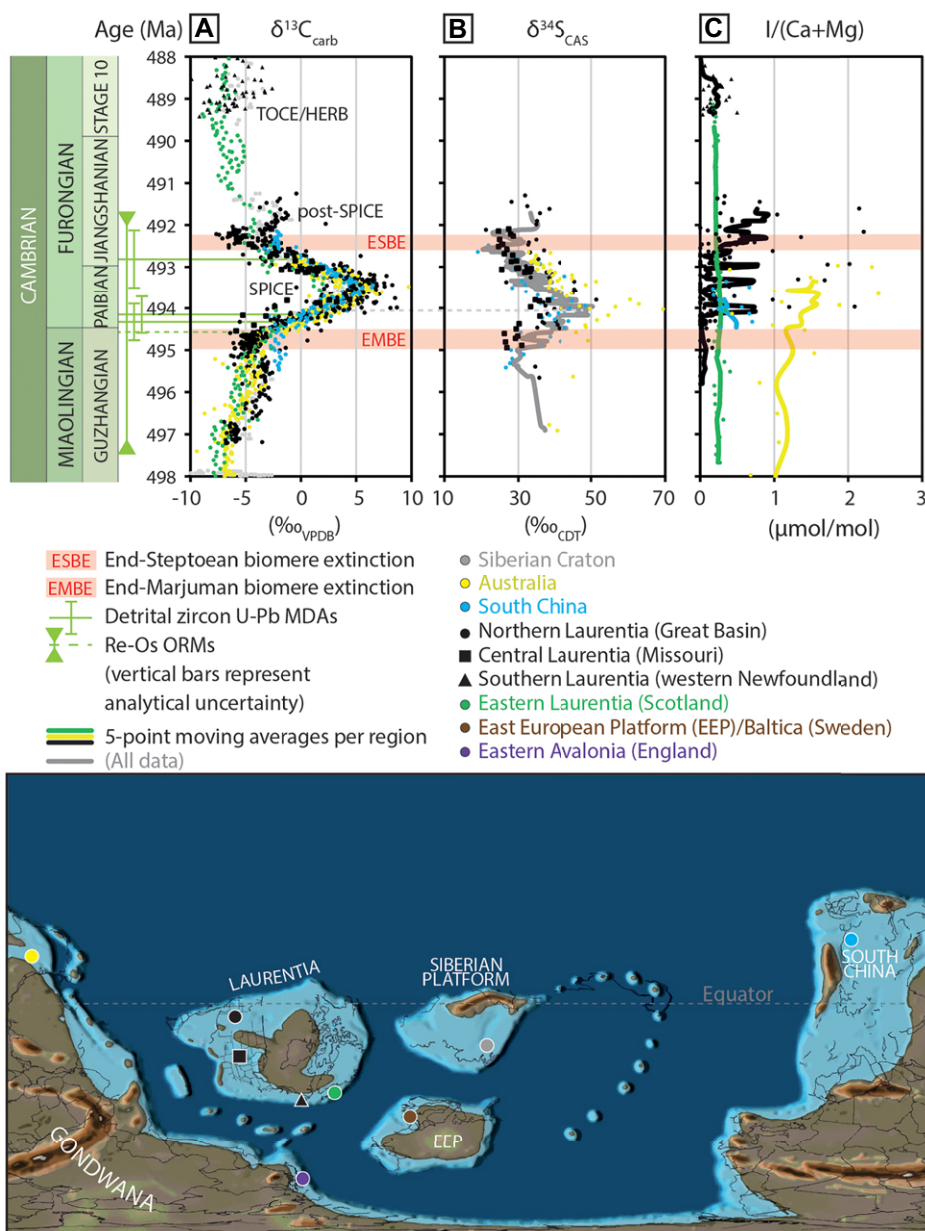 Age (Ma) A δ¹³Ccarb B δ³⁴SCAS C I/(Ca+Mg)
488
489
490
491
492
493
494
495
496
497
498
CAMBRIAN
FURONGIAN
MIAOLINGIAN
STAGE 10
JIANGSHANIAN
PAIBIAN
GUZHANGIAN
TOCE/HERB
post-SPICE
ESBE
SPICE
EMBE
-10 -5 0 5 10
10 30 50 70
0 1 2 3
(‰VPDB) (‰CDT) (μmol/mol)
ESBE End-Steptoean biomere extinction
EMBE End-Marjuman biomere extinction
Detrital zircon U-Pb MDAs
Re-Os ORMs
(vertical bars represent
analytical uncertainty)
5-point moving averages per region
(All data)
Siberian Craton
Australia
South China
Northern Laurentia (Great Basin)
Central Laurentia (Missouri)
Southern Laurentia (western Newfoundland)
Eastern Laurentia (Scotland)
East European Platform (EEP)/Baltica (Sweden)
Eastern Avalonia (England)
LAURENTIA
SIBERIAN
PLATFORM
SOUTH
CHINA
Equator
EEP
GONDWANA